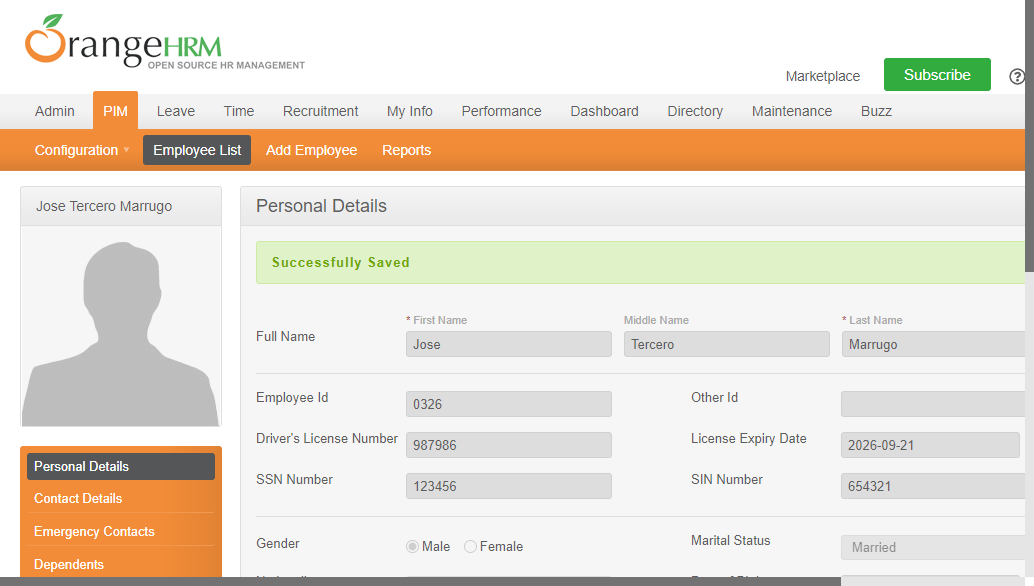 OrangeHRM
OPEN SOURCE HR MANAGEMENT
Marketplace
Subscribe
?
Admin PIM Leave Time Recruitment My Info Performance Dashboard Directory Maintenance Buzz
Configuration Employee List Add Employee Reports
Jose Tercero Marrugo
Personal Details
Contact Details
Emergency Contacts
Dependents
Personal Details
Successfully Saved
* First Name Middle Name * Last Name
Full Name Jose Tercero Marrugo
Employee Id 0326 Other Id
Driver's License Number 987986 License Expiry Date 2026-09-21
SSN Number 123456 SIN Number 654321
Gender Male Female Marital Status Married